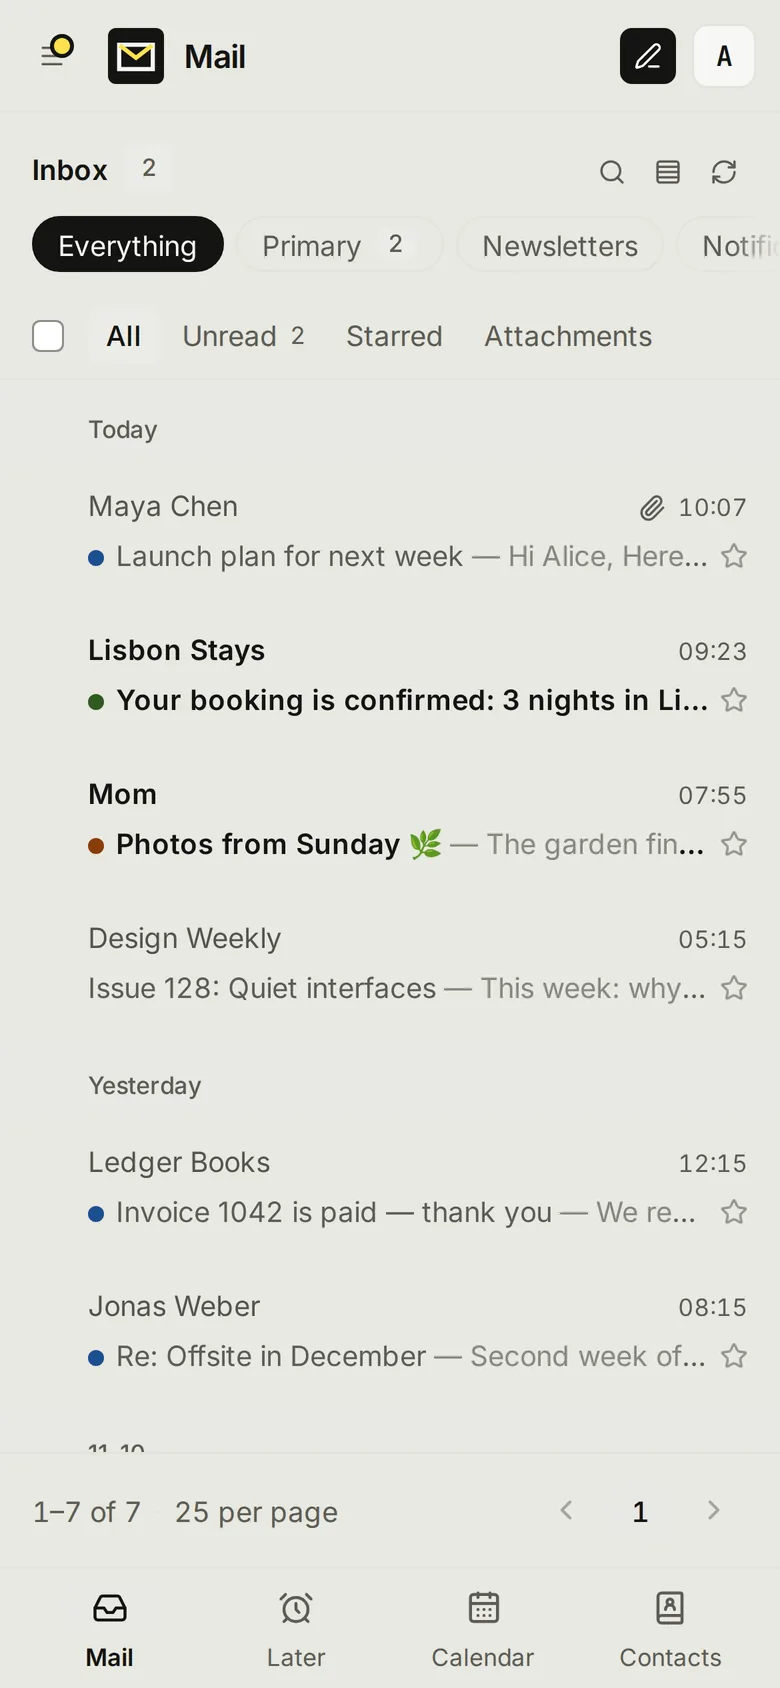 Mail
A
Inbox 2
Everything Primary 2 Newsletters Notific
All Unread 2 Starred Attachments
Today
Maya Chen 10:07
Launch plan for next week — Hi Alice, Here...
Lisbon Stays 09:23
Your booking is confirmed: 3 nights in Li...
Mom 07:55
Photos from Sunday 🌿 — The garden fin...
Design Weekly 05:15
Issue 128: Quiet interfaces — This week: why...
Yesterday
Ledger Books 12:15
Invoice 1042 is paid — thank you — We re...
Jonas Weber 08:15
Re: Offsite in December — Second week of...
1–7 of 7 25 per page 1
Mail Later Calendar Contacts